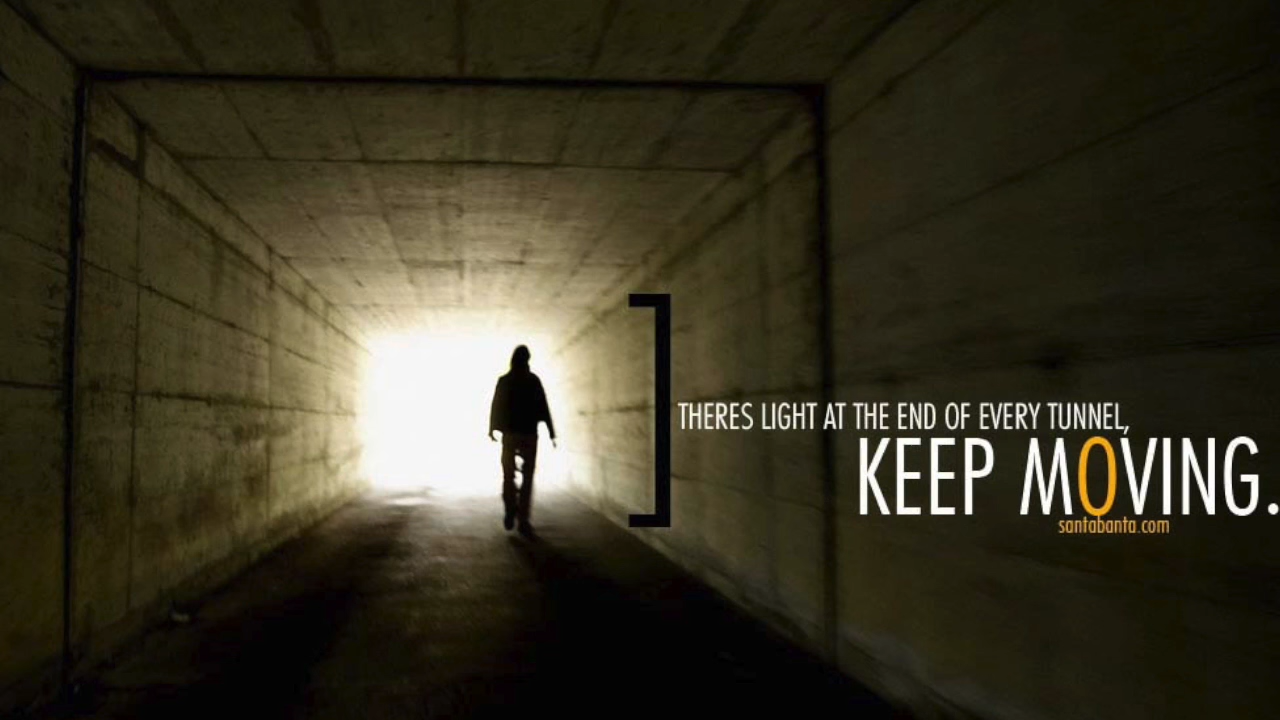 THERES LIGHT AT THE END OF EVERY TUNNEL,
KEEP MOVING.
santabanta.com